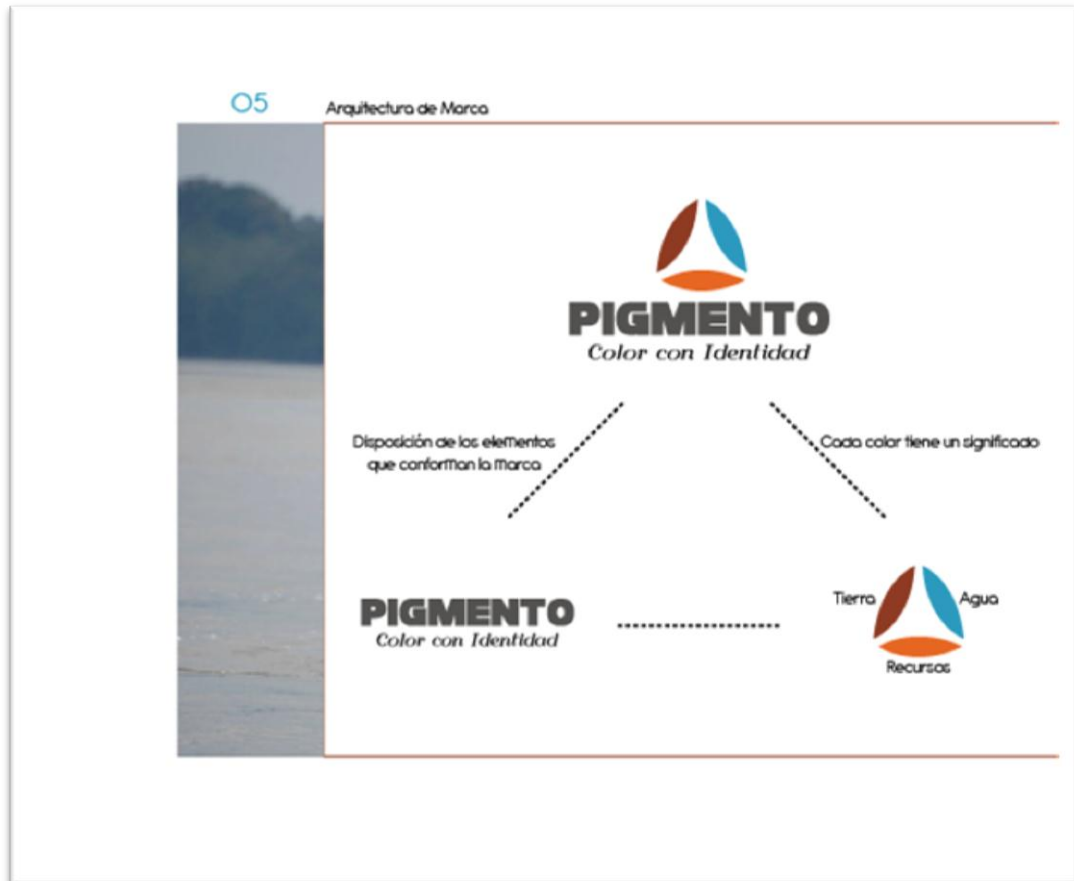 05
Arquitectura de Marca
PIGMENTO
Color con Identidad
Disposición de los elementos
que conforman la marca
Cada color tiene un significado
PIGMENTO
Color con Identidad
Tierra
Agua
Recursos